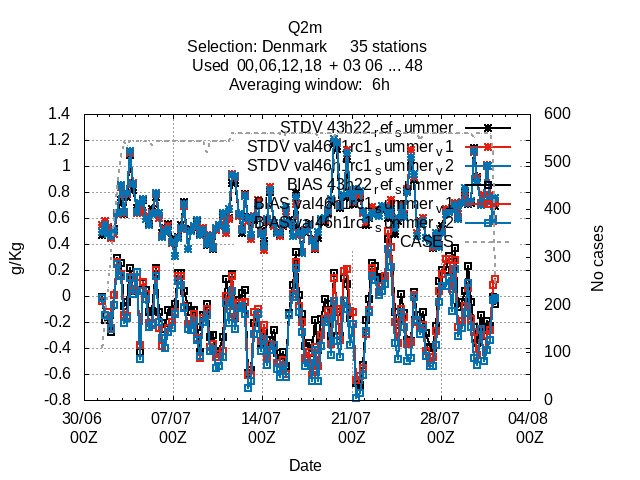 Q2m
Selection: Denmark 35 stations
Used 00,06,12,18 + 03 06 ... 48
Averaging window: 6h
STDV 43h22_ref_summer
STDV val46h1rc1_summer_v1
STDV val46h1rc1_summer_v2
BIAS 43h22_ref_summer
BIAS val46h1rc1_summer_v1
BIAS val46h1rc1_summer_v2
CASES
1.4
1.2
1
0.8
0.6
0.4
0.2
0
-0.2
-0.4
-0.6
-0.8
g/Kg
600
500
400
300
200
100
0
No cases
30/06 07/07 14/07 21/07 28/07 04/08
00Z 00Z 00Z 00Z 00Z 00Z
Date